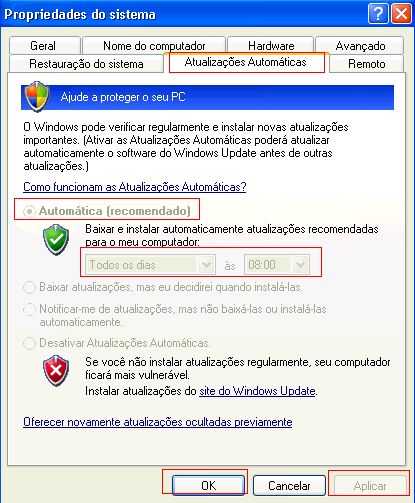 Propriedades do sistema
Geral
Nome do computador
Hardware
Avançado
Restauração do sistema
Atualizações Automáticas
Remoto
Ajude a proteger o seu PC
O Windows pode verificar regularmente e instalar novas atualizações
importantes. (Ativar as Atualizações Automáticas poderá atualizar
automaticamente o software do Windows Update antes de outras
atualizações.)
Como funcionam as Atualizações Automáticas?
Automática (recomendado)
Baixar e instalar automaticamente atualizações recomendadas
para o meu computador:
Todos os dias às 08:00
Baixar atualizações, mas eu decidirei quando instalá-las.
Notificar-me de atualizações, mas não baixá-las ou instalá-las
automaticamente.
Desativar Atualizações Automáticas.
Se você não instalar atualizações regularmente, seu computador
ficará mais vulnerável.
Instalar atualizações do site do Windows Update.
Oferecer novamente atualizações ocultadas previamente
OK
Cancelar
Aplicar